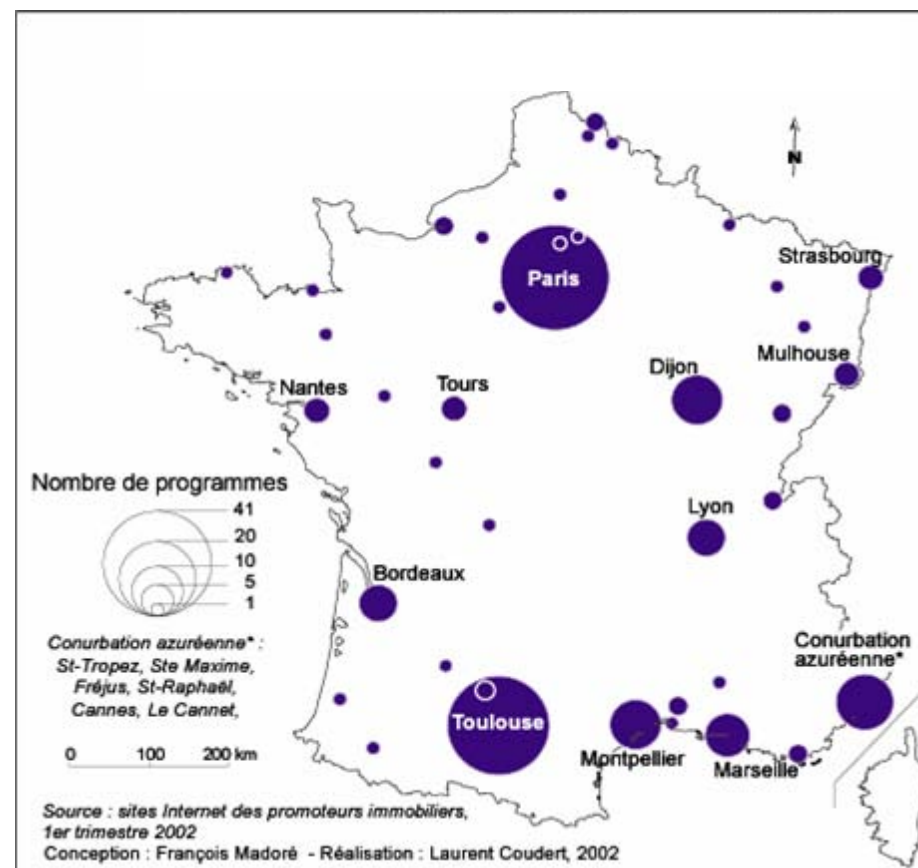 N
Paris
Strasbourg
Mulhouse
Dijon
Nantes
Tours
Lyon
Nombre de programmes
41
20
10
5
1
Bordeaux
Conurbation
azuréenne*
Conurbation azuréenne* :
St-Tropez, Ste Maxime,
Fréjus, St-Raphaël,
Cannes, Le Cannet,
Toulouse
Montpellier
Marseille
0 100 200 km
Source : sites Internet des promoteurs immobiliers,
1er trimestre 2002
Conception : François Madoré - Réalisation : Laurent Coudert, 2002